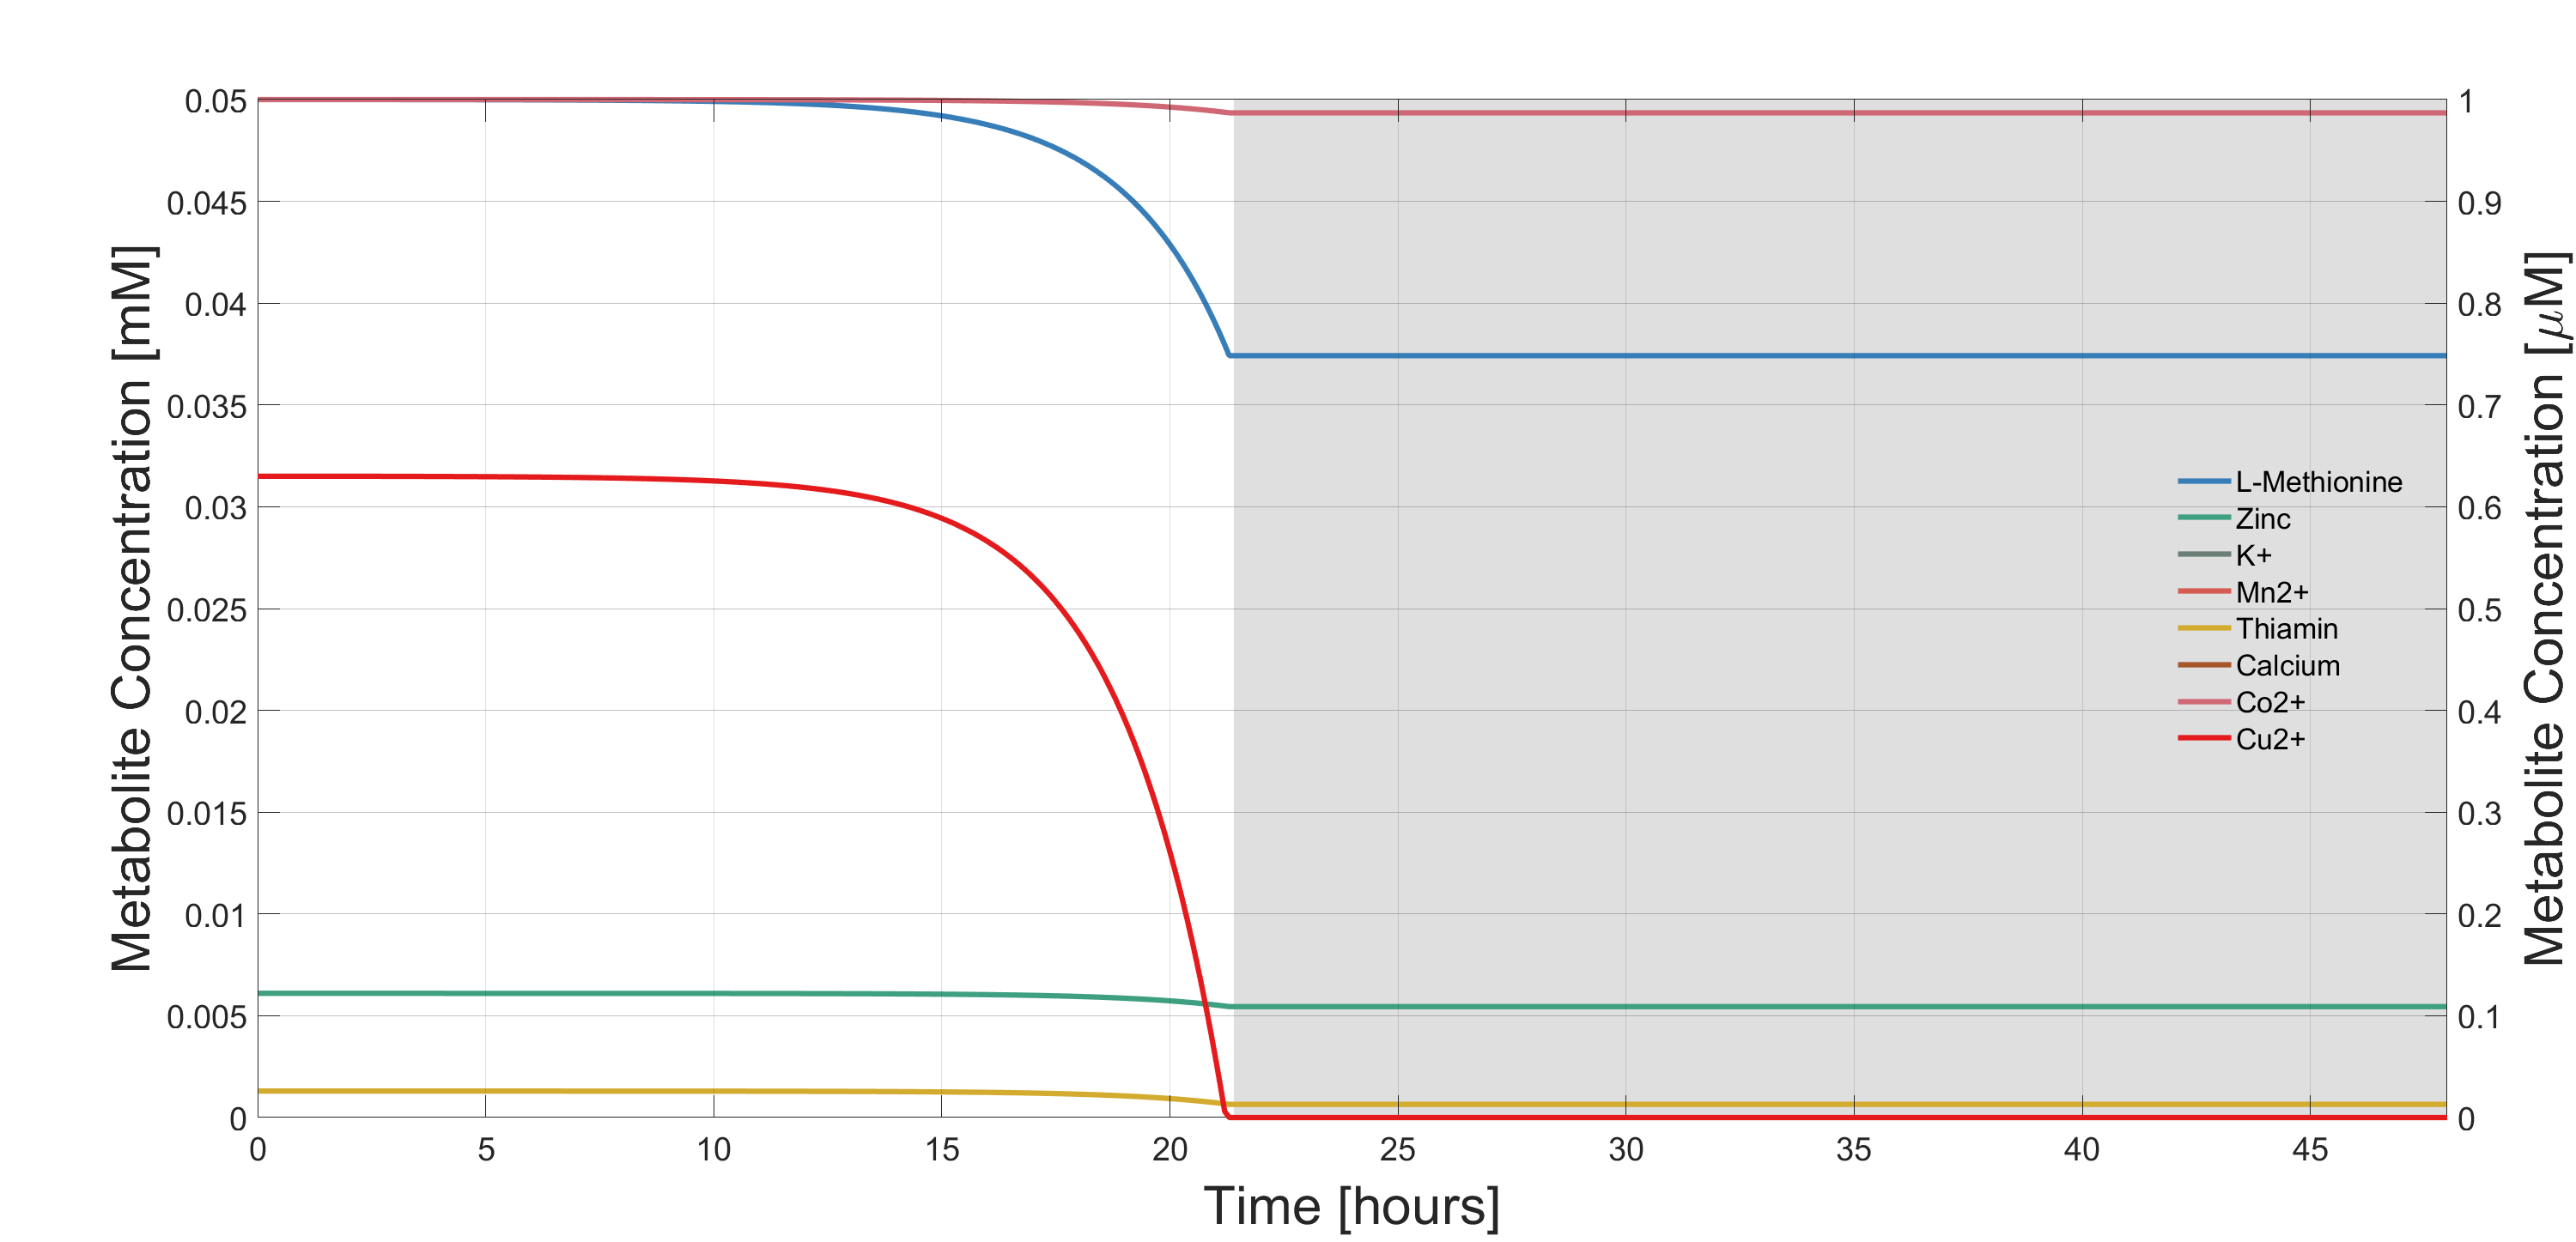 Metabolite Concentration [mM]
0.05
0.045
0.04
0.035
0.03
0.025
0.02
0.015
0.01
0.005
0
1
0.9
0.8
0.7
0.6
0.5
0.4
0.3
0.2
0.1
0
Metabolite Concentration [μM]
L-Methionine
Zinc
K+
Mn2+
Thiamin
Calcium
Co2+
Cu2+
0 5 10 15 20 25 30 35 40 45
Time [hours]